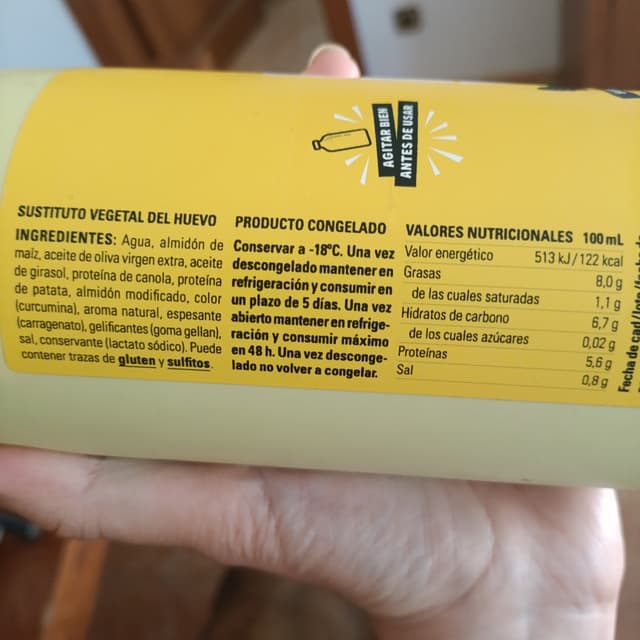 AGITAR BIEN
ANTES DE USAR
SUSTITUTO VEGETAL DEL HUEVO
INGREDIENTES: Agua, almidón de
maíz, aceite de oliva virgen extra, aceite
de girasol, proteína de canola, proteína
de patata, almidón modificado, color
(curcumina), aroma natural, espesante
(carragenato), gelificantes (goma gellan),
sal, conservante (lactato sódico). Puede
contener trazas de gluten y sulfitos.
PRODUCTO CONGELADO
Conservar a -18ºC. Una vez
descongelado mantener en
refrigeración y consumir en
un plazo de 5 días. Una vez
abierto mantener en refrige-
ración y consumir máximo
en 48 h. Una vez desconge-
lado no volver a congelar.
VALORES NUTRICIONALES 100 mL
Valor energético 513 kJ/122 kcal
Grasas 8,0 g
de las cuales saturadas 1,1 g
Hidratos de carbono 6,7 g
de los cuales azúcares 0,02 g
Proteínas 5,6 g
Sal 0,8 g
Fecha de cad./lote